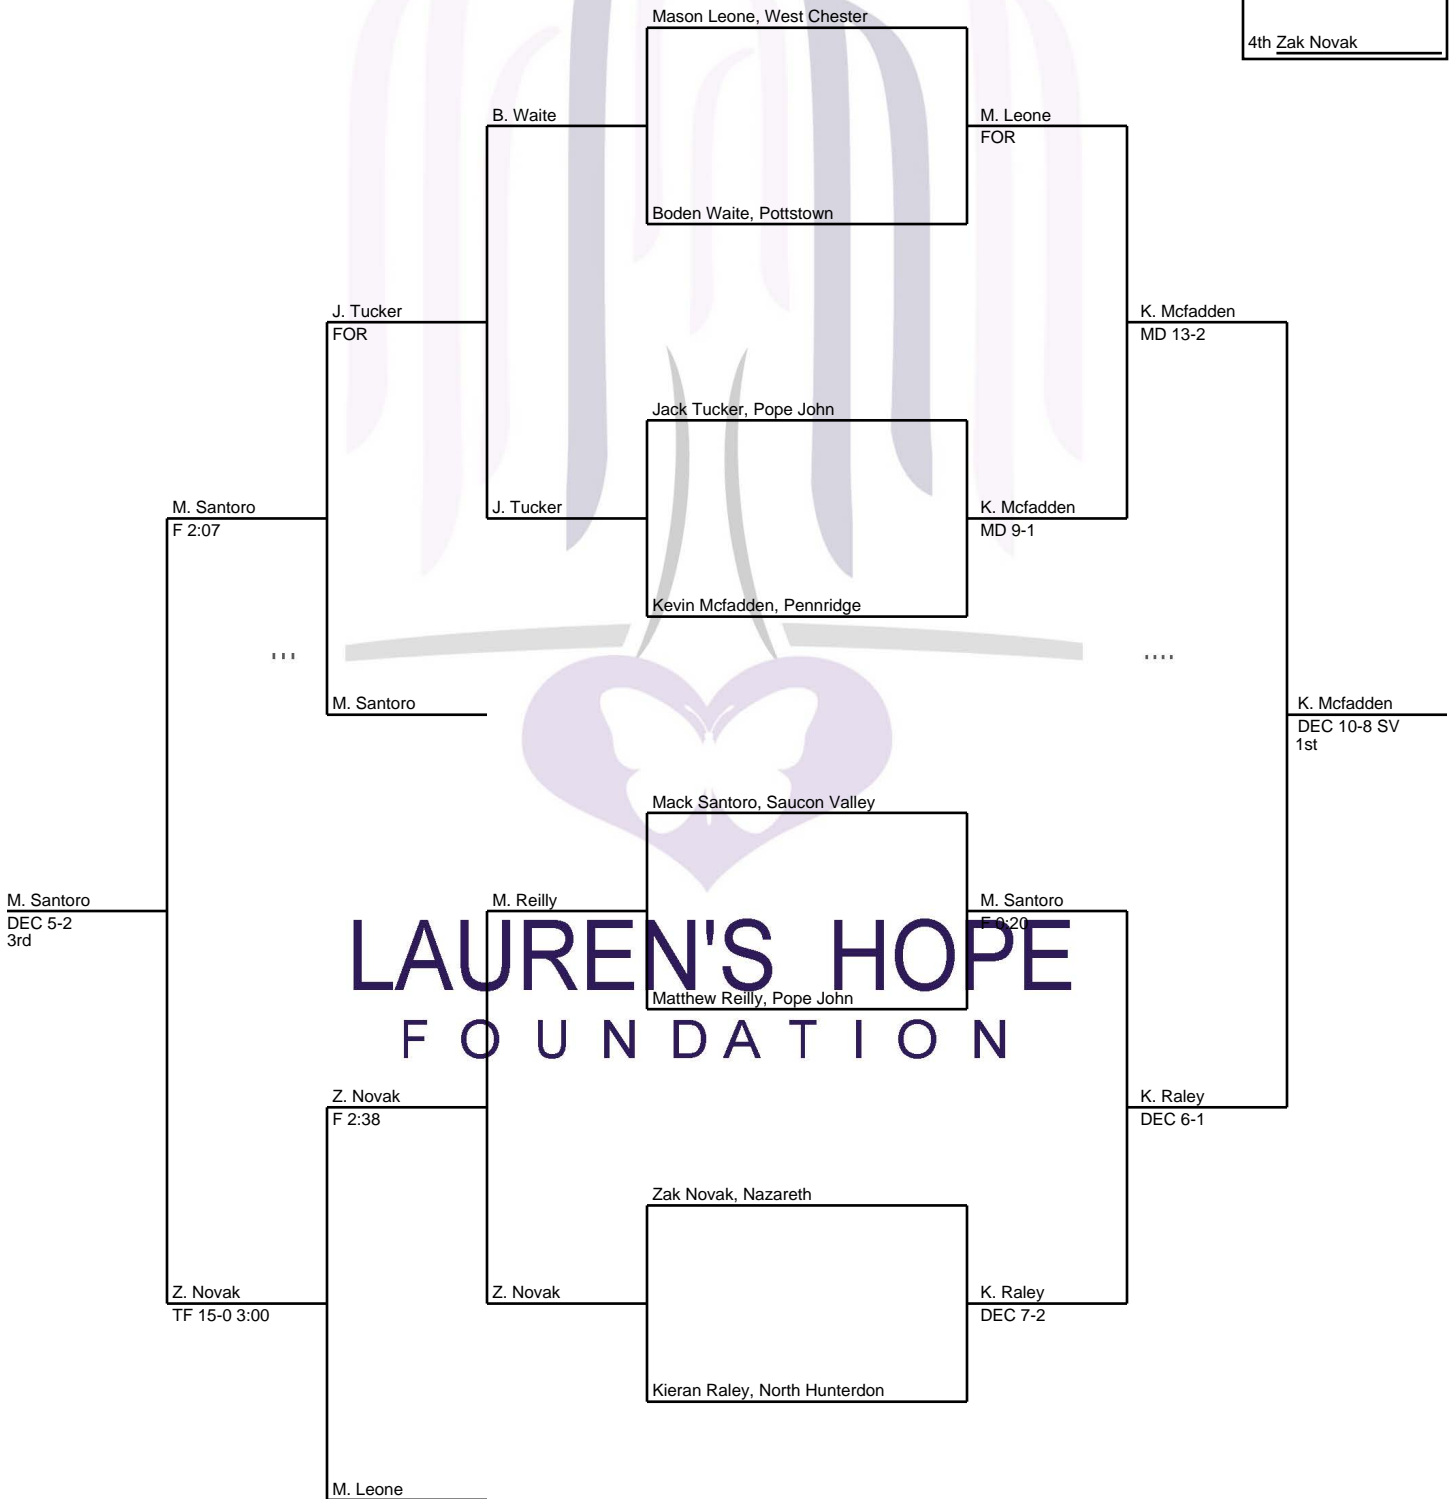 Mason Leone, West Chester
4th Zak Novak
B. Waite
M. Leone
FOR
Boden Waite, Pottstown
J. Tucker
FOR
K. Mcfadden
MD 13-2
Jack Tucker, Pope John
M. Santoro
F 2:07
J. Tucker
K. Mcfadden
MD 9-1
Kevin Mcfadden, Pennridge
...
....
M. Santoro
K. Mcfadden
DEC 10-8 SV
1st
Mack Santoro, Saucon Valley
M. Santoro
DEC 5-2
3rd
M. Reilly
M. Santoro
F 0:20
LAUREN'S HOPE
Matthew Reilly, Pope John
FOUNDATION
Z. Novak
F 2:38
K. Raley
DEC 6-1
Zak Novak, Nazareth
Z. Novak
TF 15-0 3:00
Z. Novak
K. Raley
DEC 7-2
Kieran Raley, North Hunterdon
M. Leone